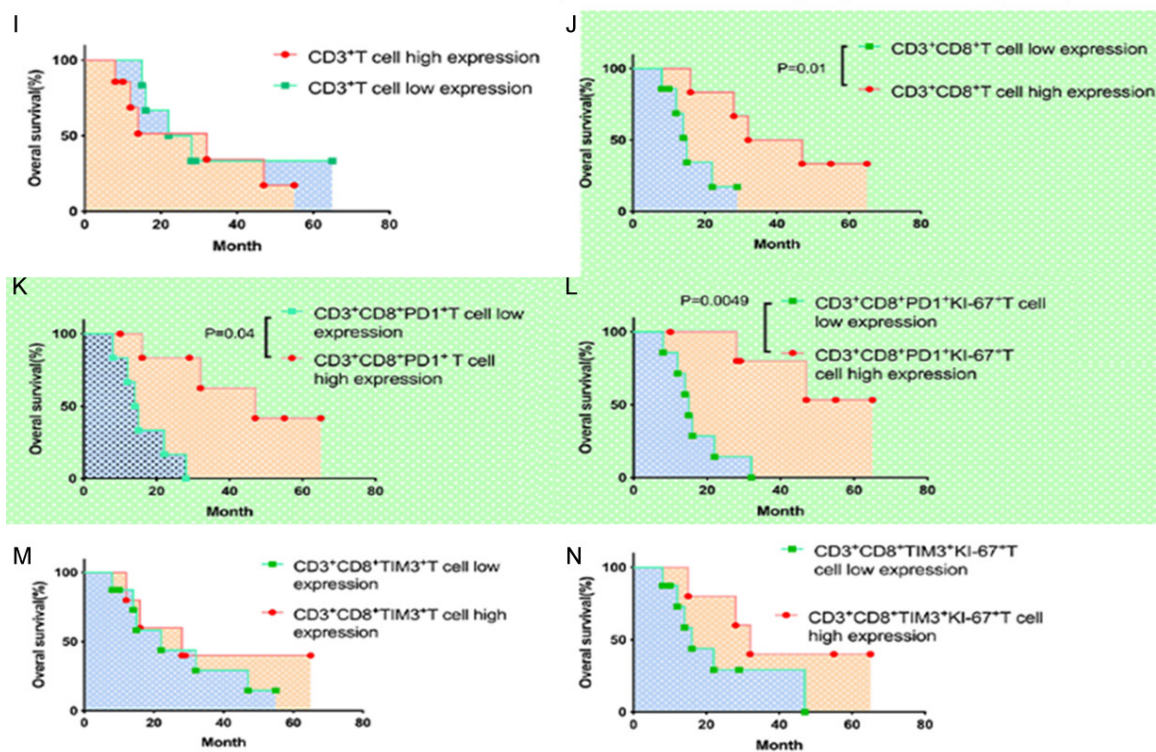 I
CD3⁺T cell high expression
CD3⁺T cell low expression
Overal survival(%)
100
50
0
0 20 40 60 80
Month
J
P=0.01
CD3⁺CD8⁺T cell low expression
CD3⁺CD8⁺T cell high expression
Overal survival(%)
100
50
0
0 20 40 60 80
Month
K
P=0.04
CD3⁺CD8⁺PD1⁺T cell low
expression
CD3⁺CD8⁺PD1⁺ T cell
high expression
Overal survival(%)
100
50
0
0 20 40 60 80
Month
L
P=0.0049
CD3⁺CD8⁺PD1⁺KI-67⁺T cell
low expression
CD3⁺CD8⁺PD1⁺KI-67⁺T
cell high expression
Overal survival(%)
100
50
0
0 20 40 60 80
Month
M
CD3⁺CD8⁺TIM3⁺T cell low
expression
CD3⁺CD8⁺TIM3⁺T cell high
expression
Overal survival(%)
100
50
0
0 20 40 60 80
Month
N
CD3⁺CD8⁺TIM3⁺KI-67⁺T
cell low expression
CD3⁺CD8⁺TIM3⁺KI-67⁺T cell
high expression
Overal survival(%)
100
50
0
0 20 40 60 80
Month